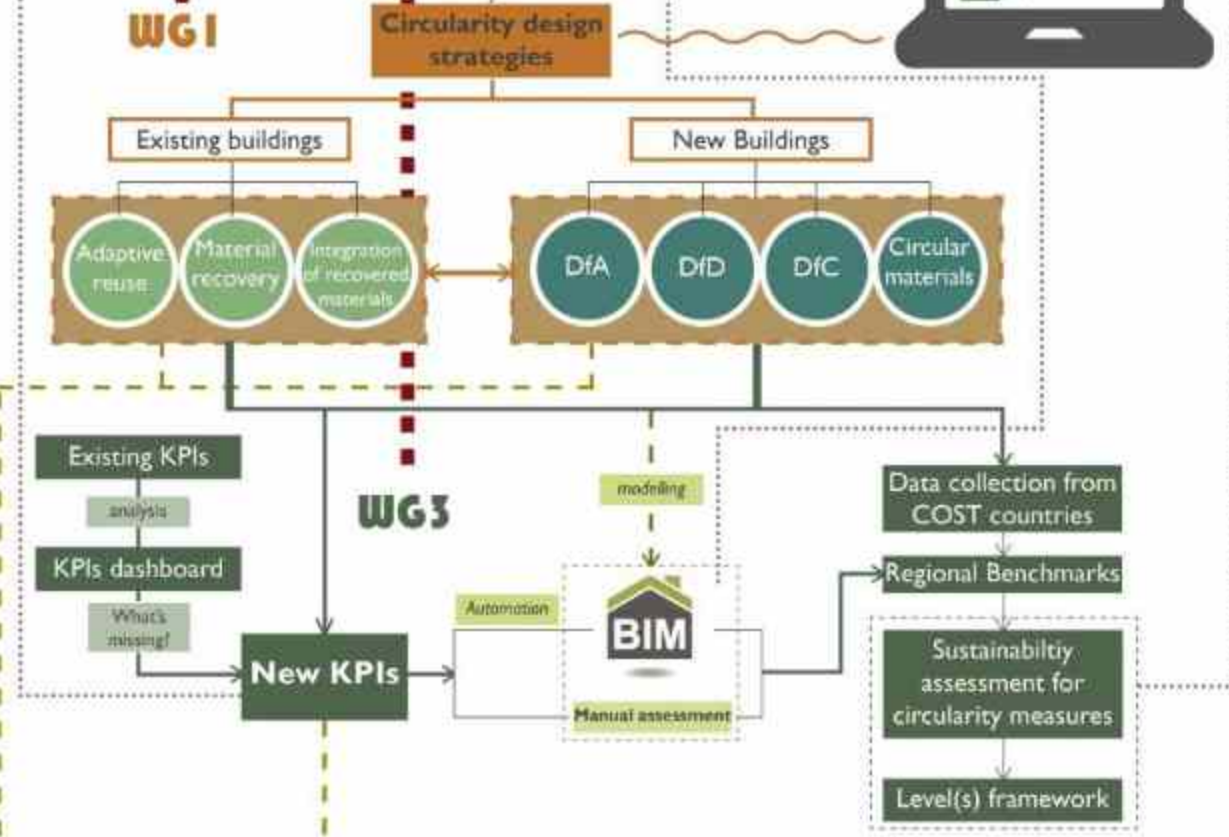 WG1
Circularity design
strategies
Existing buildings
New Buildings
Adaptive
reuse
Material
recovery
Integration
of recovered
materials
DfA
DfD
DfC
Circular
materials
Existing KPIs
analysis
KPIs dashboard
What's
missing?
New KPIs
WG3
modelling
Automation
BIM
Manual assessment
Data collection from
COST countries
Regional Benchmarks
Sustainabiltiy
assessment for
circularity measures
Level(s) framework